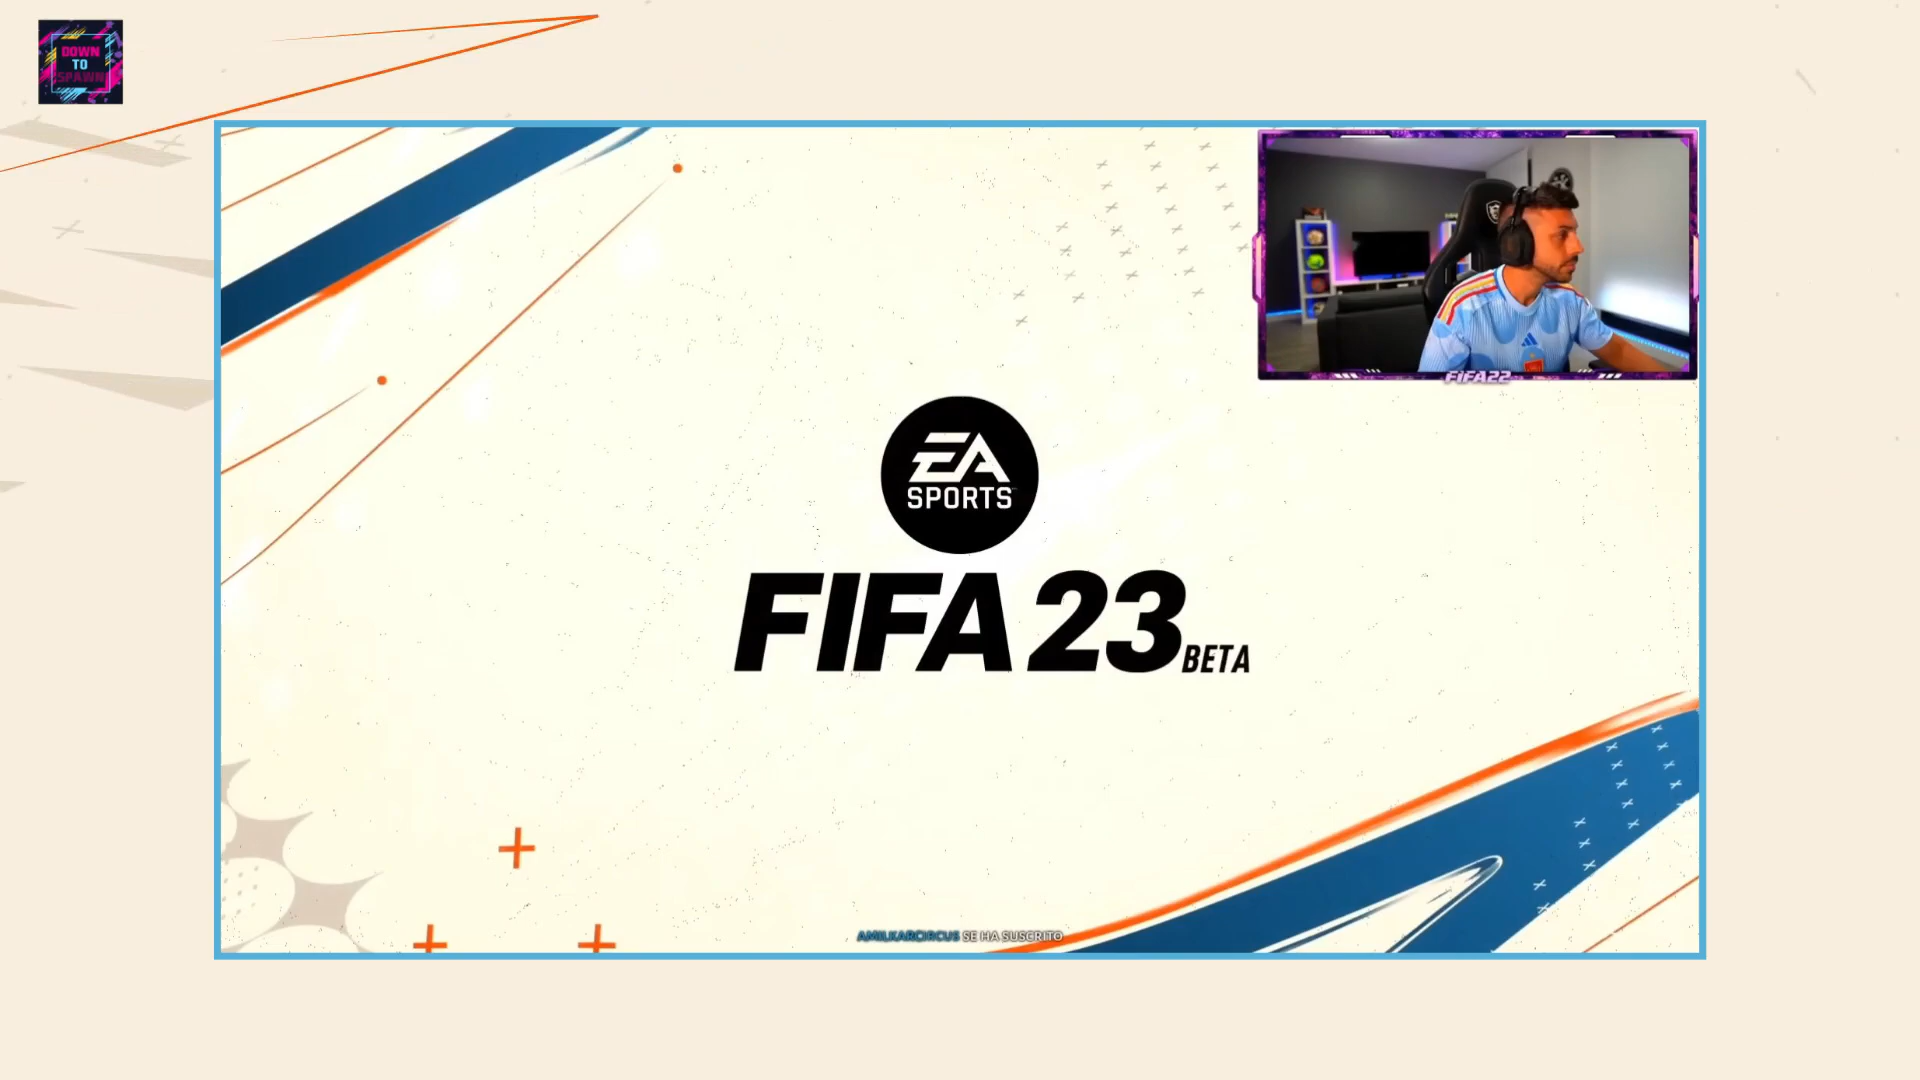 DOWN
TO
SPAWN
FIFA22
EA
SPORTS
FIFA 23 BETA
AMILKARCIRCUS SE HA SUSCRITO